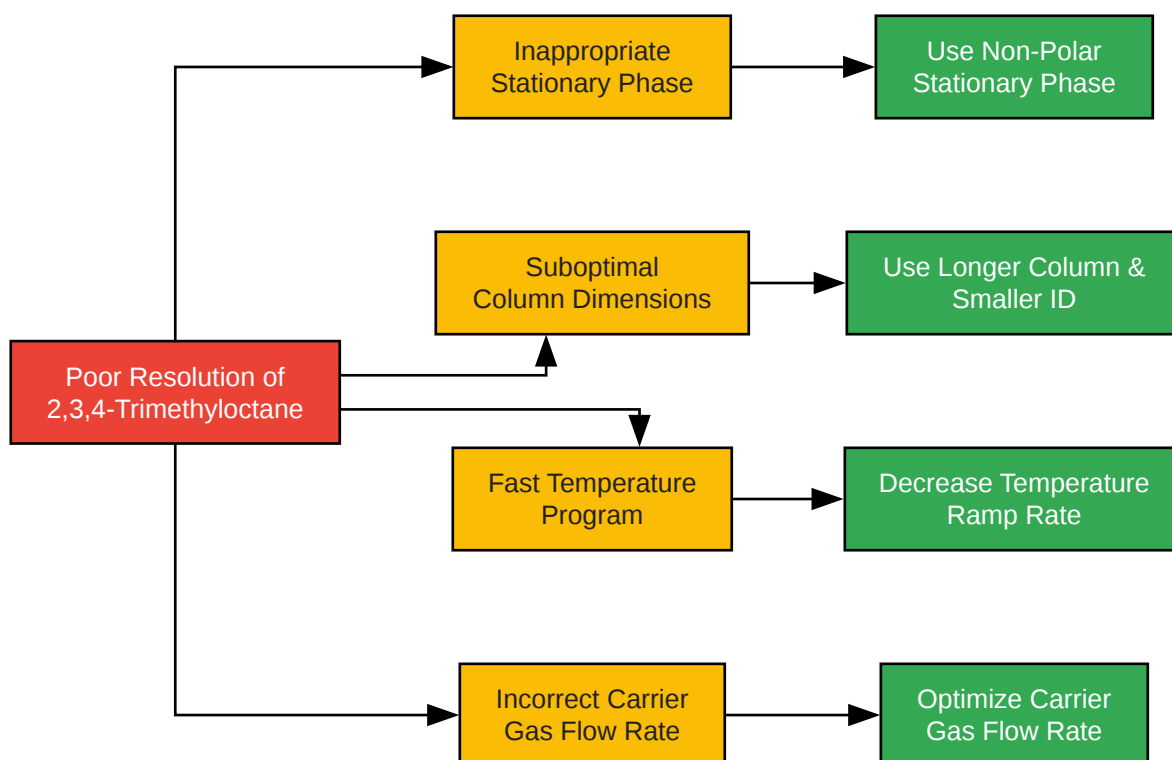 Inappropriate
Stationary Phase
Use Non-Polar
Stationary Phase
Suboptimal
Column Dimensions
Use Longer Column &
Smaller ID
Poor Resolution of
2,3,4-Trimethyloctane
Fast Temperature
Program
Decrease Temperature
Ramp Rate
Incorrect Carrier
Gas Flow Rate
Optimize Carrier
Gas Flow Rate